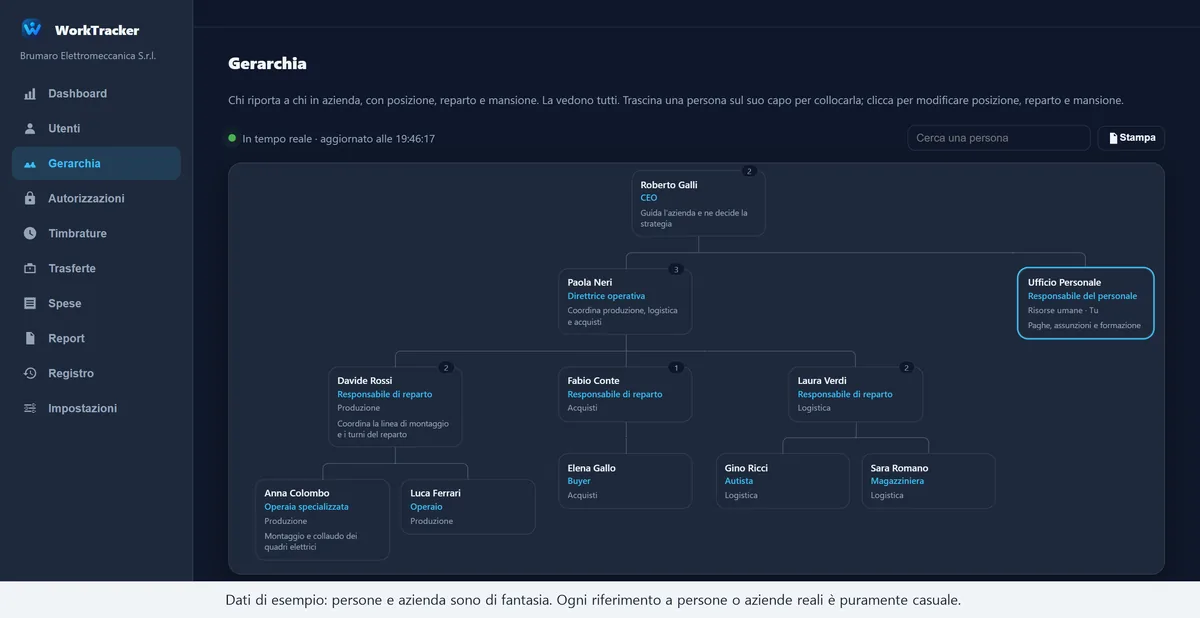 WorkTracker
Brumaro Elettromeccanica S.r.l.
Dashboard
Utenti
Gerarchia
Autorizzazioni
Timbrature
Trasferte
Spese
Report
Registro
Impostazioni
Gerarchia
Chi riporta a chi in azienda, con posizione, reparto e mansione. La vedono tutti. Trascina una persona sul suo capo per collocarla; clicca per modificare posizione, reparto e mansione.
In tempo reale · aggiornato alle 19:46:17
Cerca una persona
Stampa
2
Roberto Galli
CEO
Guida l'azienda e ne decide la
strategia
3
Paola Neri
Direttrice operativa
Coordina produzione, logistica
e acquisti
Ufficio Personale
Responsabile del personale
Risorse umane · Tu
Paghe, assunzioni e formazione
2
Davide Rossi
Responsabile di reparto
Produzione
Coordina la linea di montaggio
e i turni del reparto
1
Fabio Conte
Responsabile di reparto
Acquisti
2
Laura Verdi
Responsabile di reparto
Logistica
Anna Colombo
Operaia specializzata
Produzione
Montaggio e collaudo dei
quadri elettrici
Luca Ferrari
Operaio
Produzione
Elena Gallo
Buyer
Acquisti
Gino Ricci
Autista
Logistica
Sara Romano
Magazziniera
Logistica
Dati di esempio: persone e azienda sono di fantasia. Ogni riferimento a persone o aziende reali è puramente casuale.